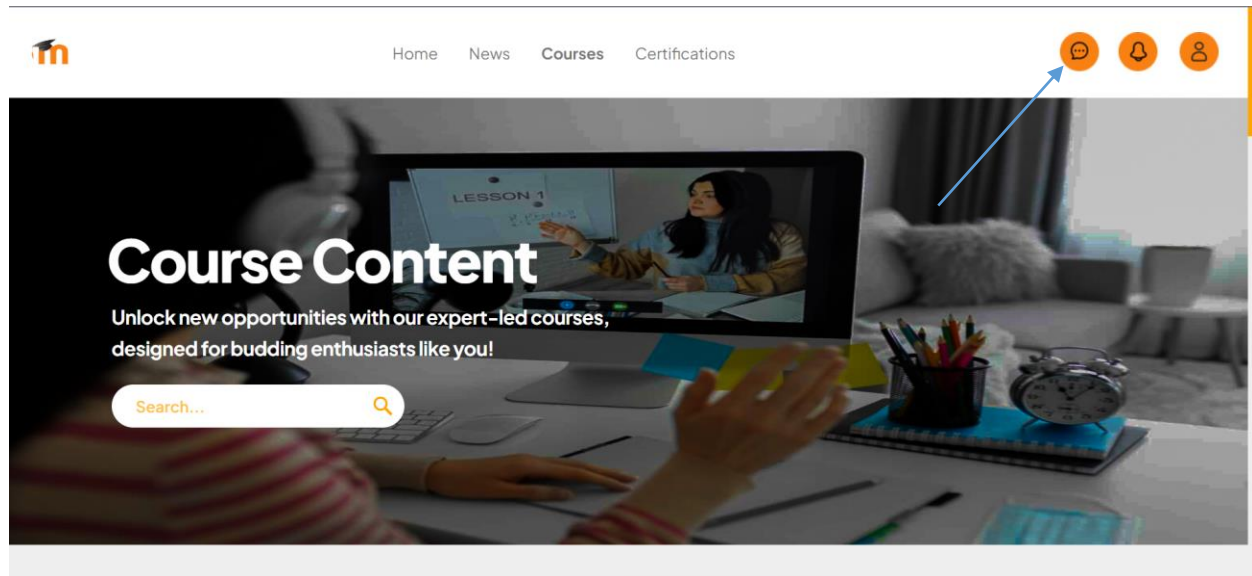 m
Home News Courses Certifications
LESSON 1
Course Content
Unlock new opportunities with our expert-led courses,
designed for budding enthusiasts like you!
Search...